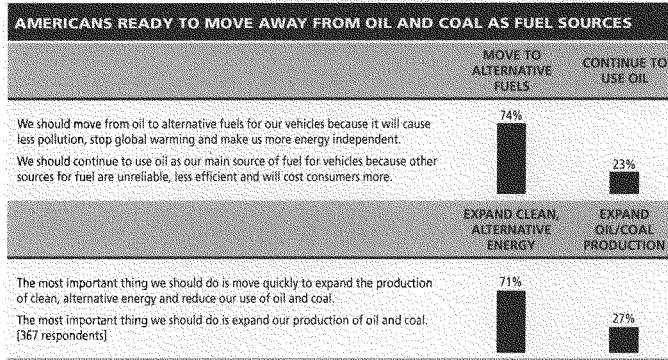 AMERICANS READY TO MOVE AWAY FROM OIL AND COAL AS FUEL SOURCES
MOVE TO
ALTERNATIVE
FUELS
CONTINUE TO
USE OIL
We should move from oil to alternative fuels for our vehicles because it will cause
less pollution, stop global warming and make us more energy independent.
We should continue to use oil as our main source of fuel for vehicles because other
sources for fuel are unreliable, less efficient and will cost consumers more.
74%
23%
EXPAND CLEAN,
ALTERNATIVE
ENERGY
EXPAND
OIL/COAL
PRODUCTION
The most important thing we should do is move quickly to expand the production
of clean, alternative energy and reduce our use of oil and coal.
The most important thing we should do is expand our production of oil and coal.
[367 respondents]
71%
27%